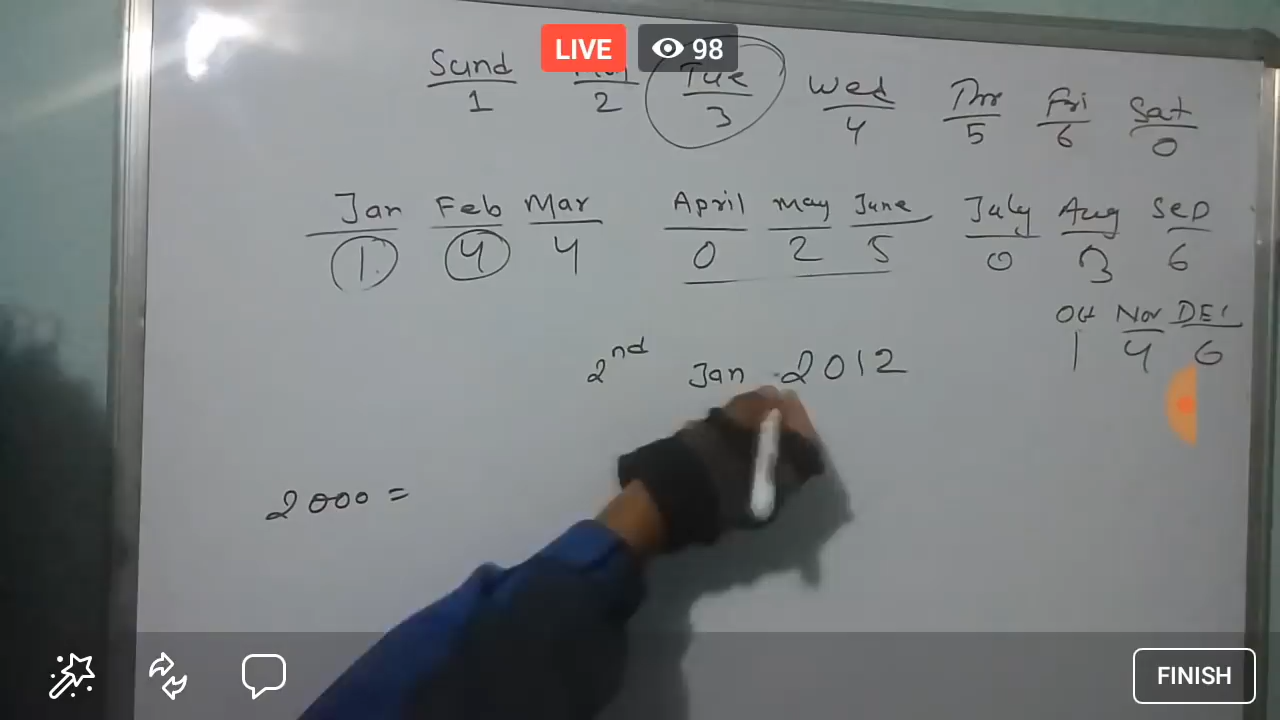 LIVE 98
Sund Tue Wed Thr Fri Sat
1 2 3 4 5 6 0
Jan Feb Mar April May June July Aug Sep
1 4 4 0 2 5 0 3 6
Oct Nov DEC
1 4 6
2nd Jan 2012
2000 =
FINISH